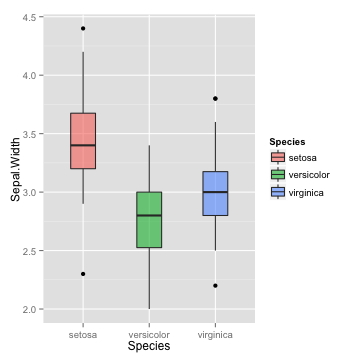 4.5
4.0
3.5
3.0
2.5
2.0
Sepal.Width
setosa versicolor virginica
Species
Species
setosa
versicolor
virginica